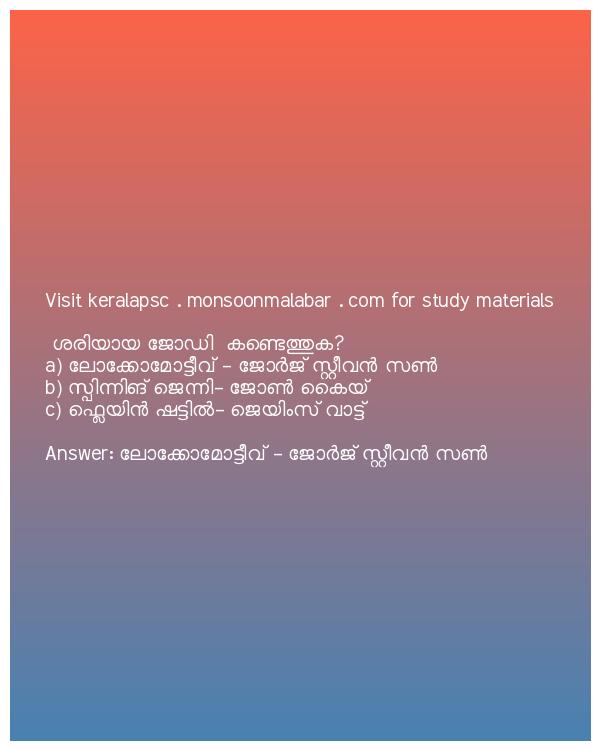 Visit keralapsc . monsoonmalabar . com for study materials
ശരിയായ ജോഡി കണ്ടെത്തുക?
a) ലോക്കോമോട്ടീവ് - ജോർജ് സ്റ്റീവൻ സൺ
b) സ്പിന്നിങ് ജെന്നി- ജോൺ കൈയ്
c) ഫ്ലെയിൻ ഷട്ടിൽ- ജെയിംസ് വാട്ട്
Answer: ലോക്കോമോട്ടീവ് - ജോർജ് സ്റ്റീവൻ സൺ